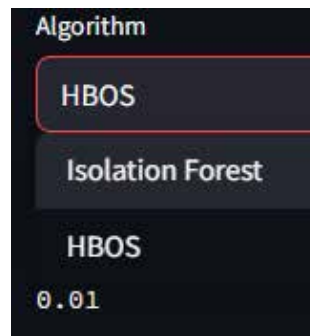 Algorithm
HBOS
Isolation Forest
HBOS
0.01